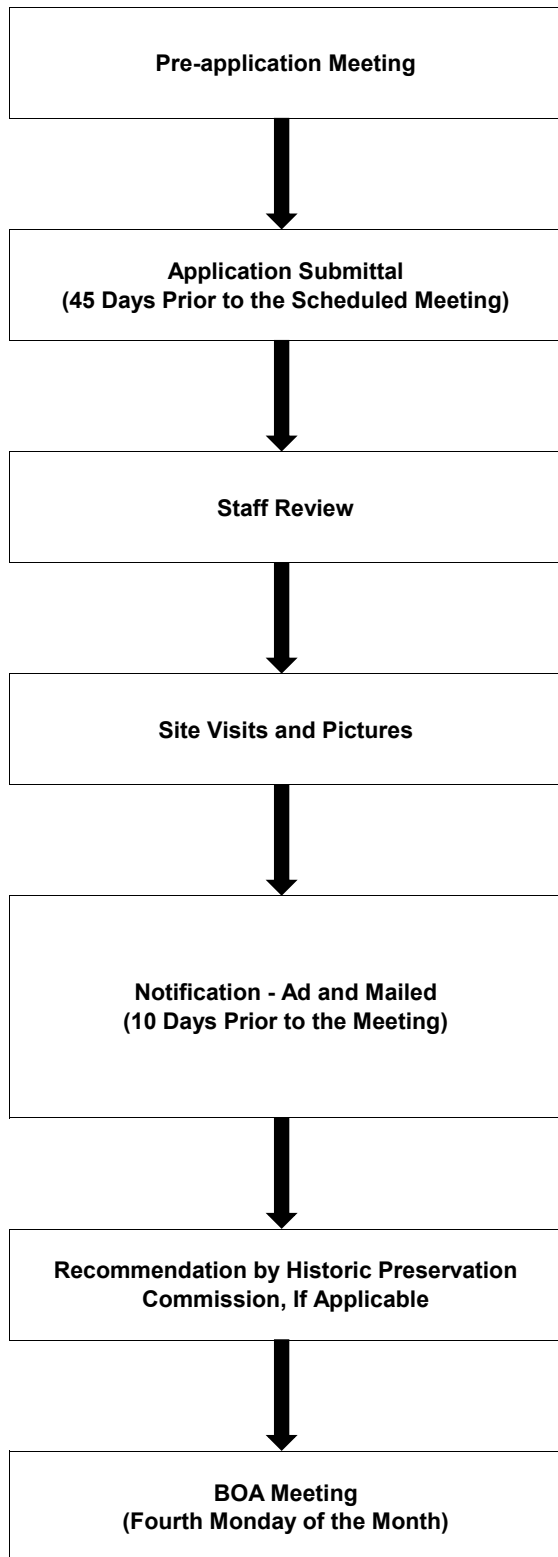 Pre-application Meeting
Application Submittal
(45 Days Prior to the Scheduled Meeting)
Staff Review
Site Visits and Pictures
Notification - Ad and Mailed
(10 Days Prior to the Meeting)
Recommendation by Historic Preservation
Commission, If Applicable
BOA Meeting
(Fourth Monday of the Month)